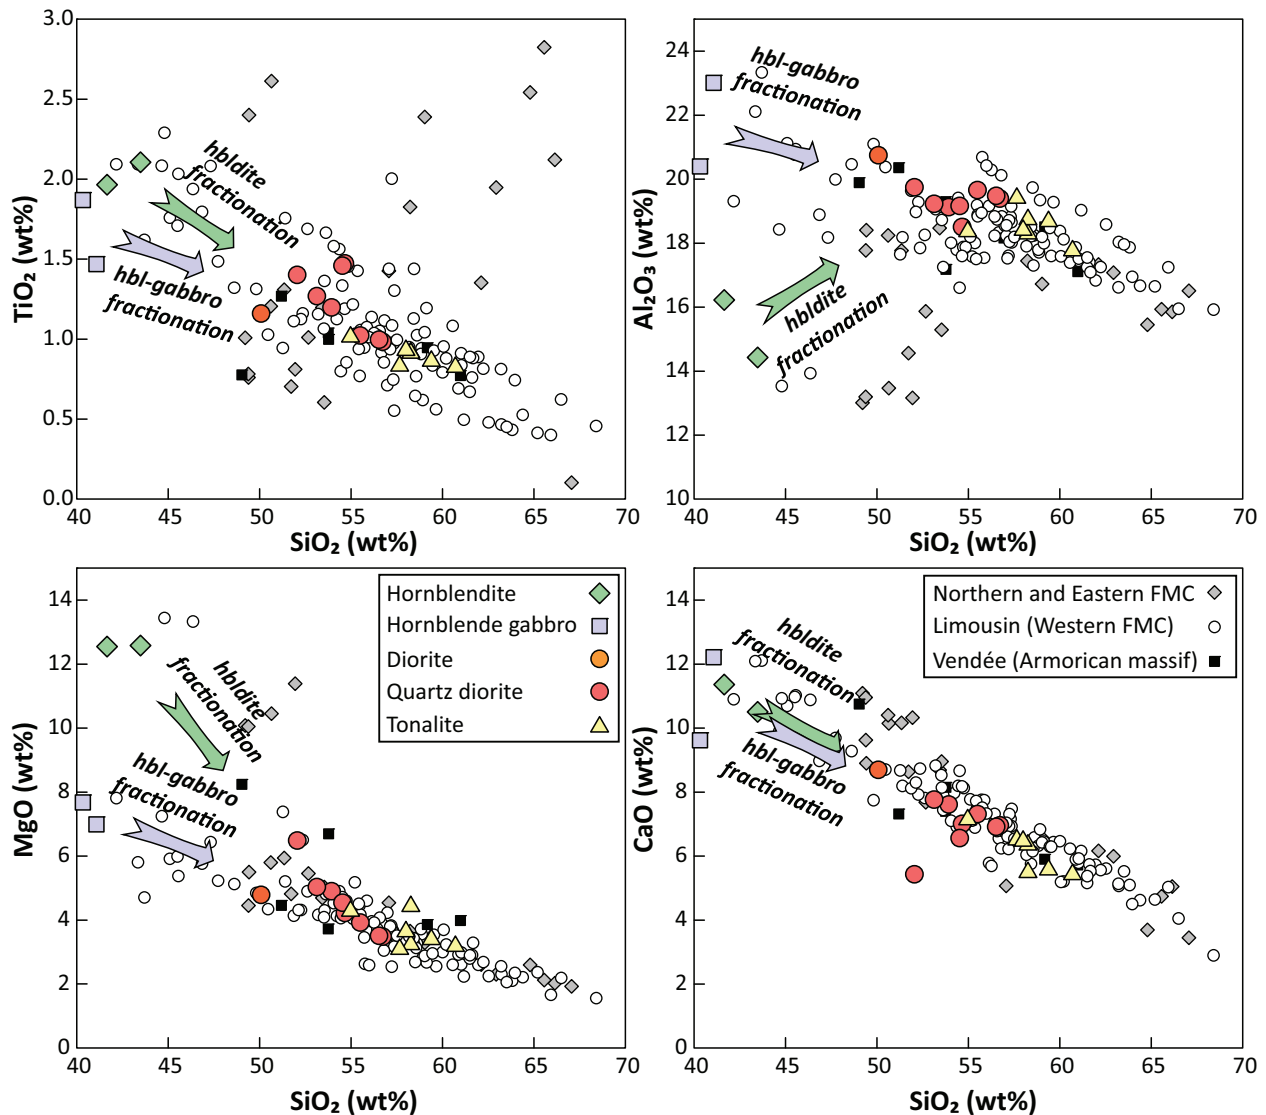 3.0
2.5
2.0
1.5
1.0
0.5
0.0
TiO₂ (wt%)
hbldite
fractionation
hbl-gabbro
fractionation
40
45
50
55
60
65
70
SiO₂ (wt%)
24
22
20
18
16
14
12
10
Al₂O₃ (wt%)
hbl-gabbro
fractionation
hbldite
fractionation
40
45
50
55
60
65
70
SiO₂ (wt%)
14
12
10
8
6
4
2
0
MgO (wt%)
hbldite
fractionation
hbl-gabbro
fractionation
Hornblendite
Hornblende gabbro
Diorite
Quartz diorite
Tonalite
40
45
50
55
60
65
70
SiO₂ (wt%)
14
12
10
8
6
4
2
0
CaO (wt%)
hbldite
fractionation
hbl-gabbro
fractionation
Northern and Eastern FMC
Limousin (Western FMC)
Vendée (Armorican massif)
40
45
50
55
60
65
70
SiO₂ (wt%)